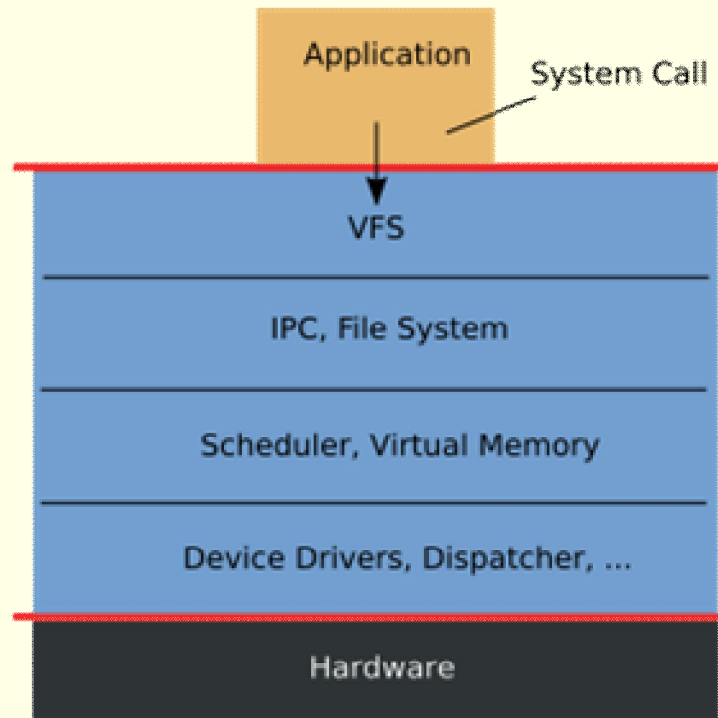 Application
System Call
VFS
IPC, File System
Scheduler, Virtual Memory
Device Drivers, Dispatcher, ...
Hardware